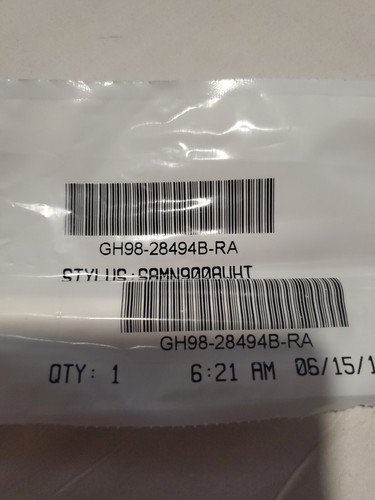 GH98-28494B-RA
STYLUS:SAMN900AWHT
GH98-28494B-RA
QTY: 1 6:21 AM 06/15/1